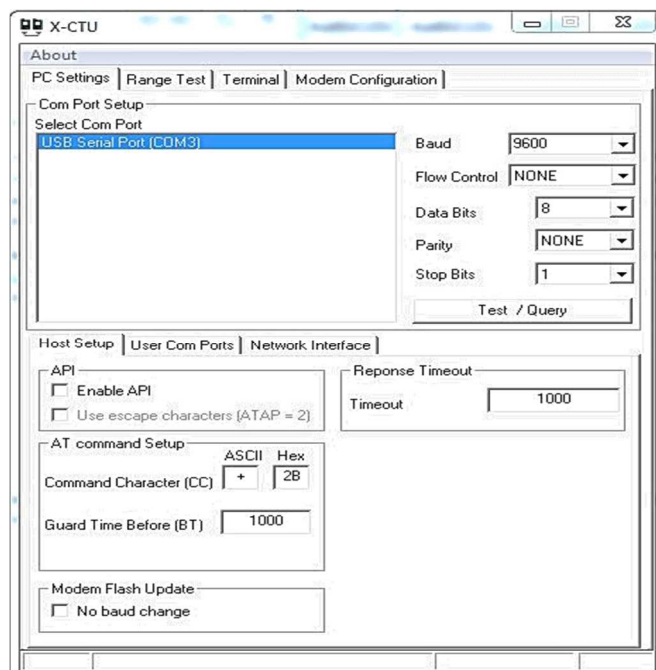 X-CTU
About
PC Settings Range Test Terminal Modem Configuration
Com Port Setup
Select Com Port
USB Serial Port (COM3)
Baud 9600
Flow Control NONE
Data Bits 8
Parity NONE
Stop Bits 1
Test / Query
Host Setup User Com Ports Network Interface
API
Enable API
Use escape characters (ATAP = 2)
Reponse Timeout
Timeout 1000
AT command Setup
ASCII Hex
Command Character (CC) + 2B
Guard Time Before (BT) 1000
Modem Flash Update
No baud change